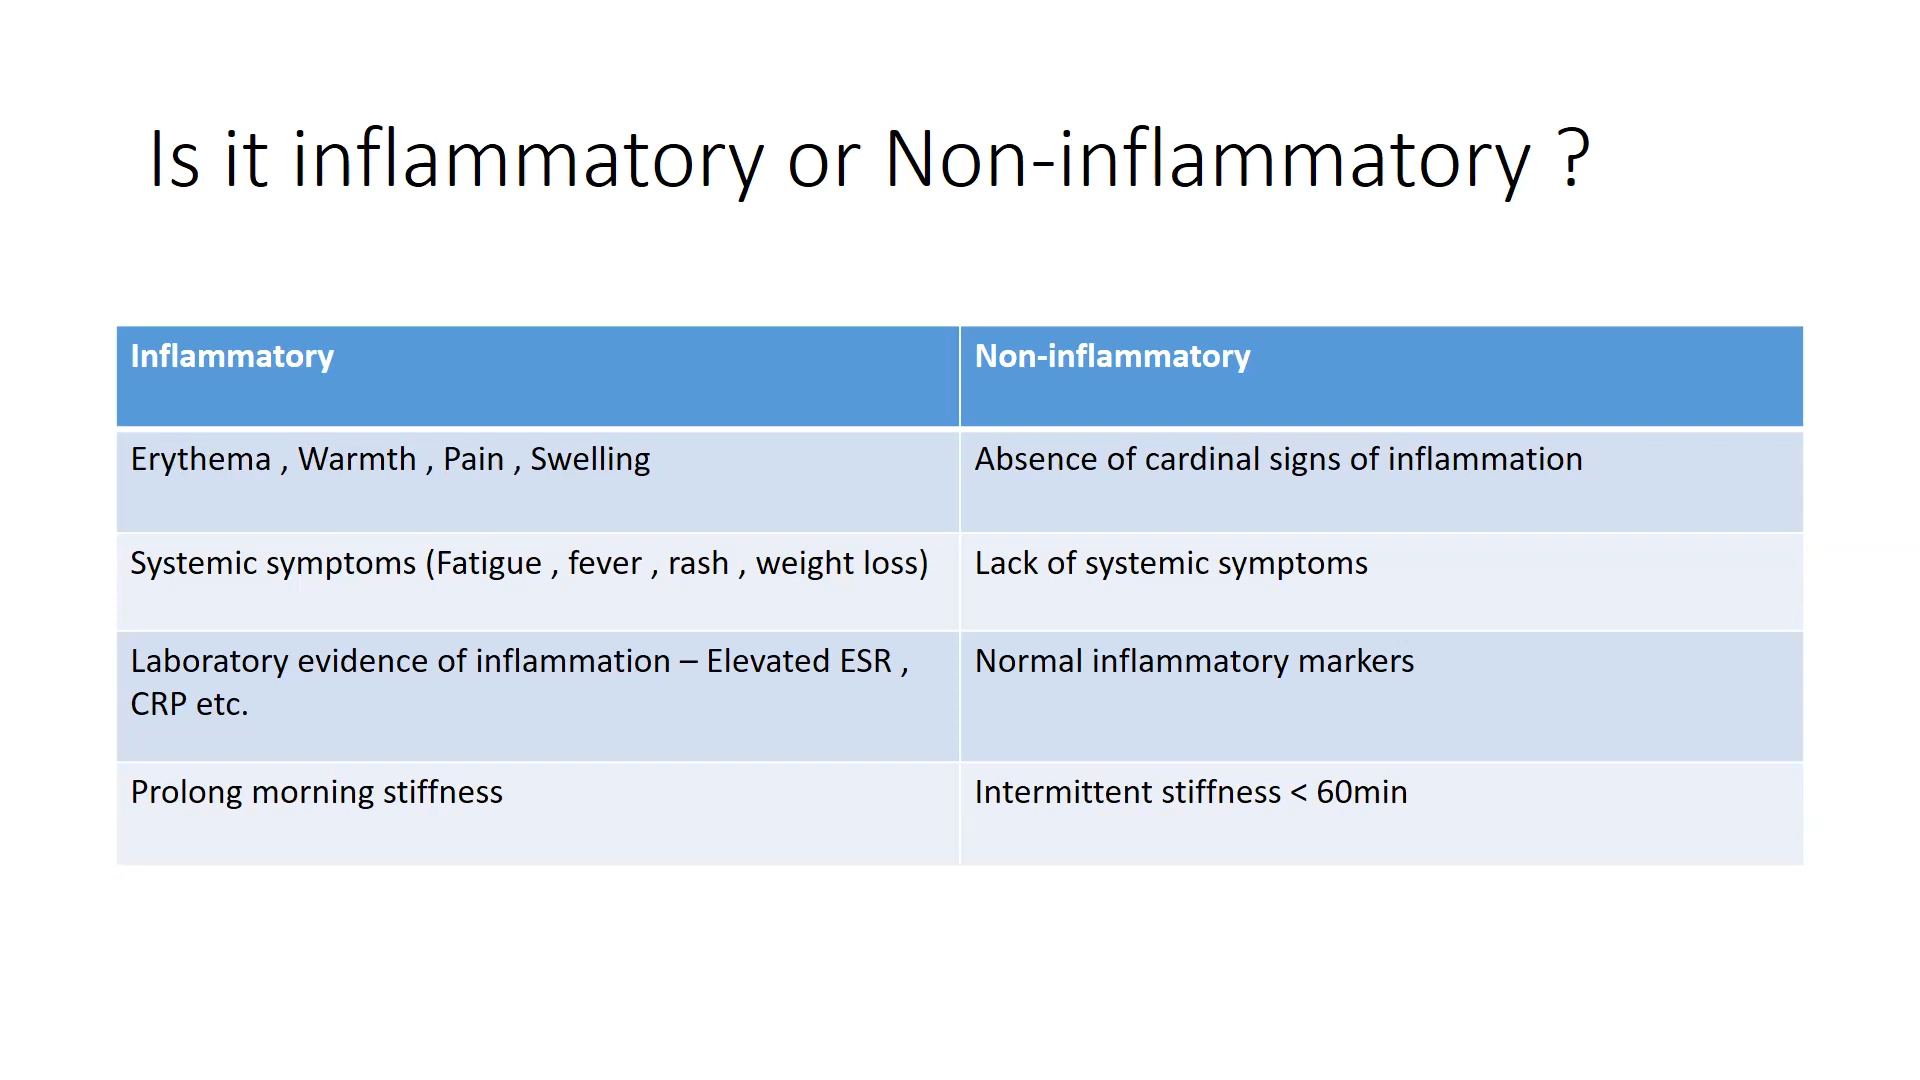 Is it inflammatory or Non-inflammatory ?
Inflammatory
Non-inflammatory
Erythema , Warmth , Pain , Swelling
Absence of cardinal signs of inflammation
Systemic symptoms (Fatigue , fever , rash , weight loss)
Lack of systemic symptoms
Laboratory evidence of inflammation – Elevated ESR ,
CRP etc.
Normal inflammatory markers
Prolong morning stiffness
Intermittent stiffness < 60min